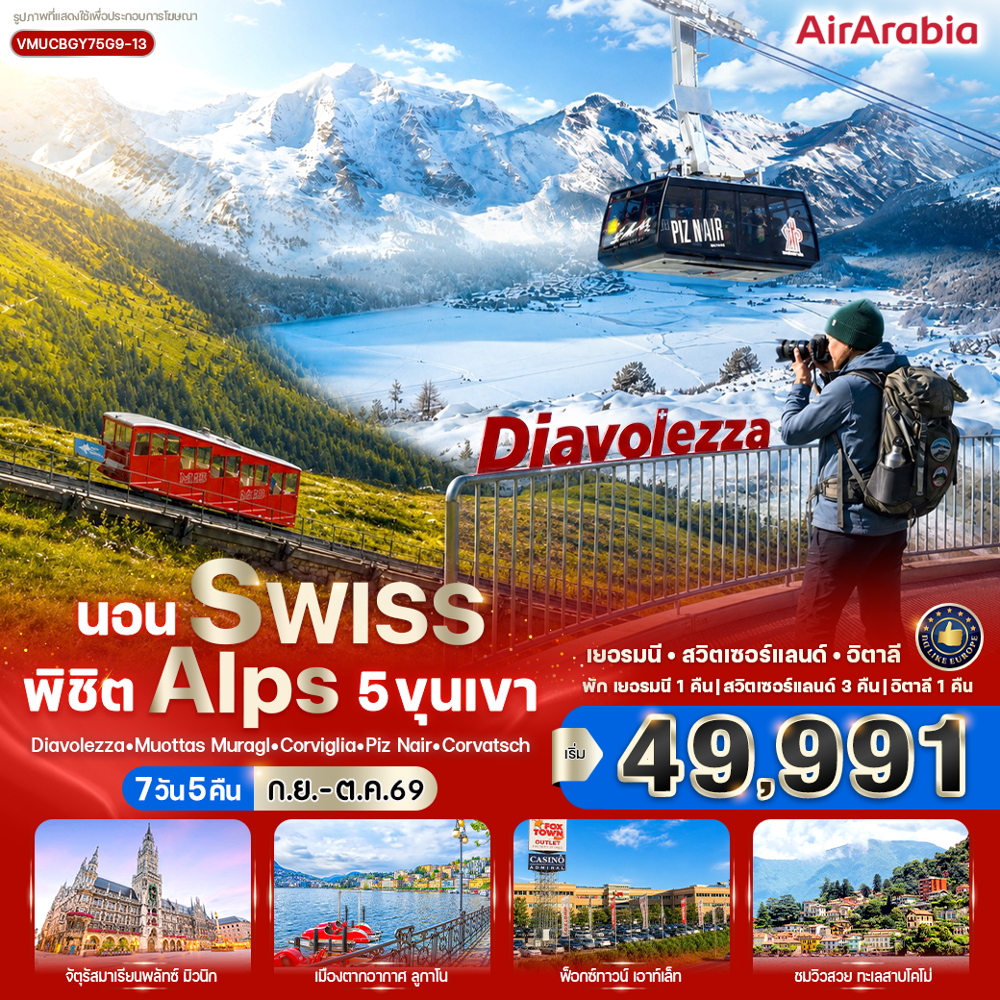 รูปภาพที่แสดงใช้เพื่อประกอบการโฆษณา
VMUCBGY75G9-13
AirArabia
PIZ NAIR
Diavolezza
นอน Swiss
พิชิต Alps 5 ขุนเขา
Diavolezza•Muottas Muragl•Corviglia•Piz Nair•Corvatsch
7 วัน 5 คืน ก.ย.-ต.ค.69
เยอรมนี • สวิตเซอร์แลนด์ • อิตาลี
พัก เยอรมนี 1 คืน | สวิตเซอร์แลนด์ 3 คืน | อิตาลี 1 คืน
กด LIKE EUROPE
เริ่ม 49,991
FOX
TOWN
OUTLET
CASINÒ
ADMIRAL
จัตุรัสมาเรียนพลัทซ์ มิวนิก
เมืองตากอากาศ ลูกาโน
ฟ็อกซ์ทาวน์ เอาท์เล็ท
ชมวิวสวย ทะเลสาบโคโม่